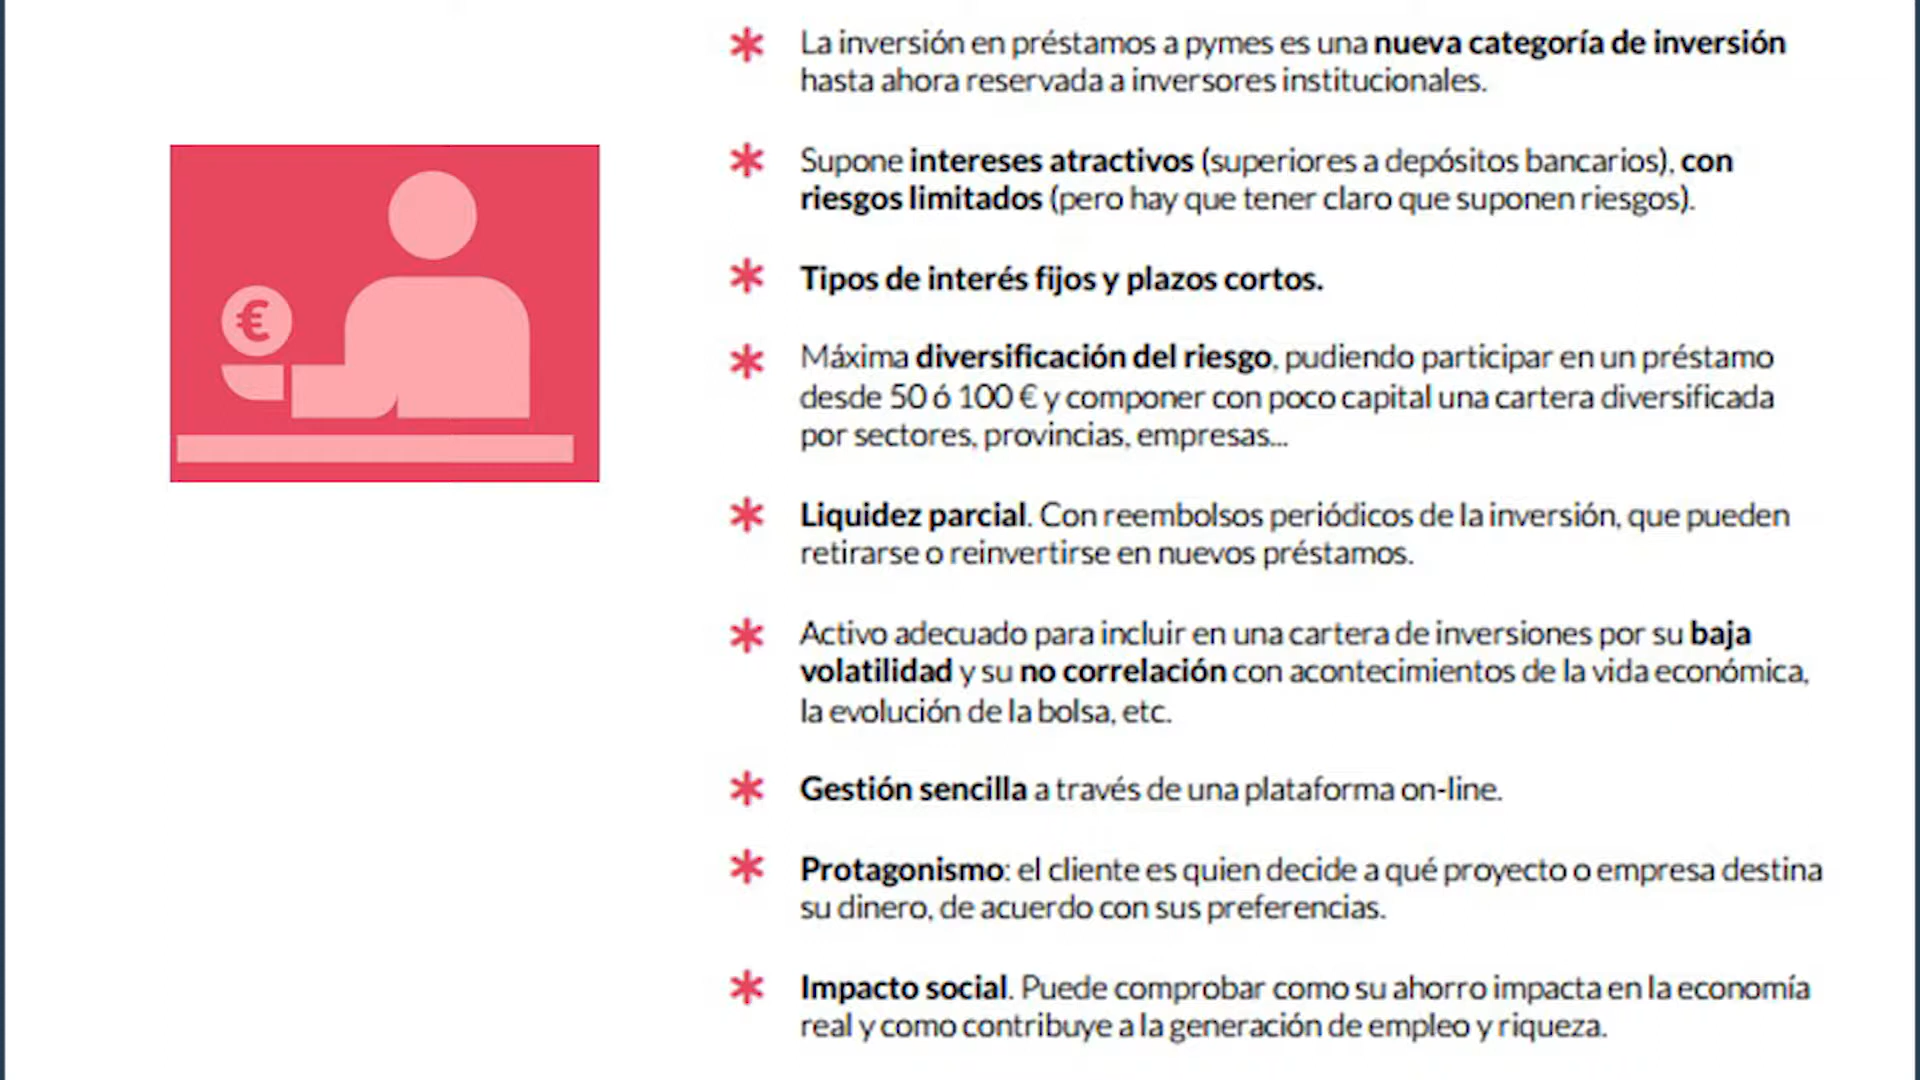 La inversión en préstamos a pymes es una nueva categoría de inversión
hasta ahora reservada a inversores institucionales.
Supone intereses atractivos (superiores a depósitos bancarios), con
riesgos limitados (pero hay que tener claro que suponen riesgos).
Tipos de interés fijos y plazos cortos.
Máxima diversificación del riesgo, pudiendo participar en un préstamo
desde 50 ó 100 € y componer con poco capital una cartera diversificada
por sectores, provincias, empresas...
Liquidez parcial. Con reembolsos periódicos de la inversión, que pueden
retirarse o reinvertirse en nuevos préstamos.
Activo adecuado para incluir en una cartera de inversiones por su baja
volatilidad y su no correlación con acontecimientos de la vida económica,
la evolución de la bolsa, etc.
Gestión sencilla a través de una plataforma on-line.
Protagonismo: el cliente es quien decide a qué proyecto o empresa destina
su dinero, de acuerdo con sus preferencias.
Impacto social. Puede comprobar como su ahorro impacta en la economía
real y como contribuye a la generación de empleo y riqueza.
€